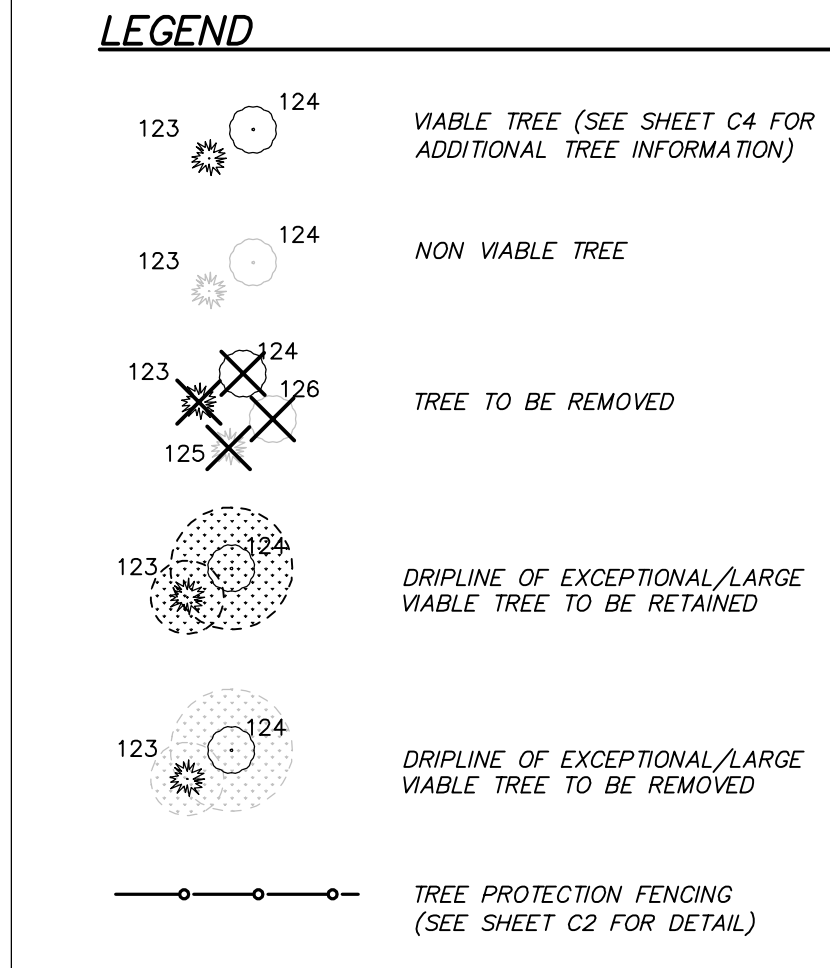 LEGEND
124
123
VIABLE TREE (SEE SHEET C4 FOR
ADDITIONAL TREE INFORMATION)
124
123
NON VIABLE TREE
124
123
126
125
TREE TO BE REMOVED
124
123
DRIPLINE OF EXCEPTIONAL/LARGE
VIABLE TREE TO BE RETAINED
124
123
DRIPLINE OF EXCEPTIONAL/LARGE
VIABLE TREE TO BE REMOVED
TREE PROTECTION FENCING
(SEE SHEET C2 FOR DETAIL)